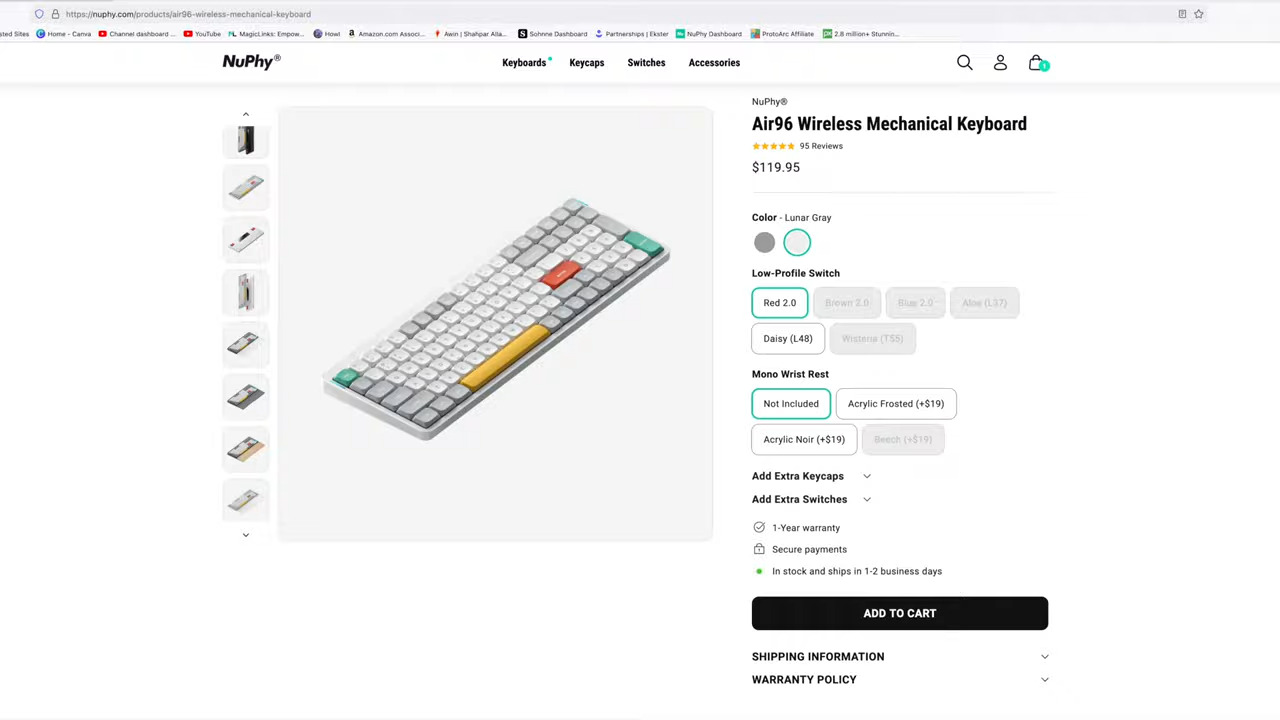 https://nuphy.com/products/air96-wireless-mechanical-keyboard
sted Sites Home - Canva Channel dashboard ... YouTube MagicLinks: Empow... Howl Amazon.com Associ... Awin | Shahpar Alla... Sohnne Dashboard Partnerships | Ekster NuPhy Dashboard ProtoArc Affiliate 2.8 million+ Stunnin...
NuPhy®
Keyboards Keycaps Switches Accessories
1
NuPhy®
Air96 Wireless Mechanical Keyboard
95 Reviews
$119.95
Color - Lunar Gray
Low-Profile Switch
Red 2.0 Brown 2.0 Blue 2.0 Aloe (L37)
Daisy (L48) Wisteria (T55)
Mono Wrist Rest
Not Included Acrylic Frosted (+$19)
Acrylic Noir (+$19) Beech (+$19)
Add Extra Keycaps
Add Extra Switches
1-Year warranty
Secure payments
In stock and ships in 1-2 business days
ADD TO CART
SHIPPING INFORMATION
WARRANTY POLICY